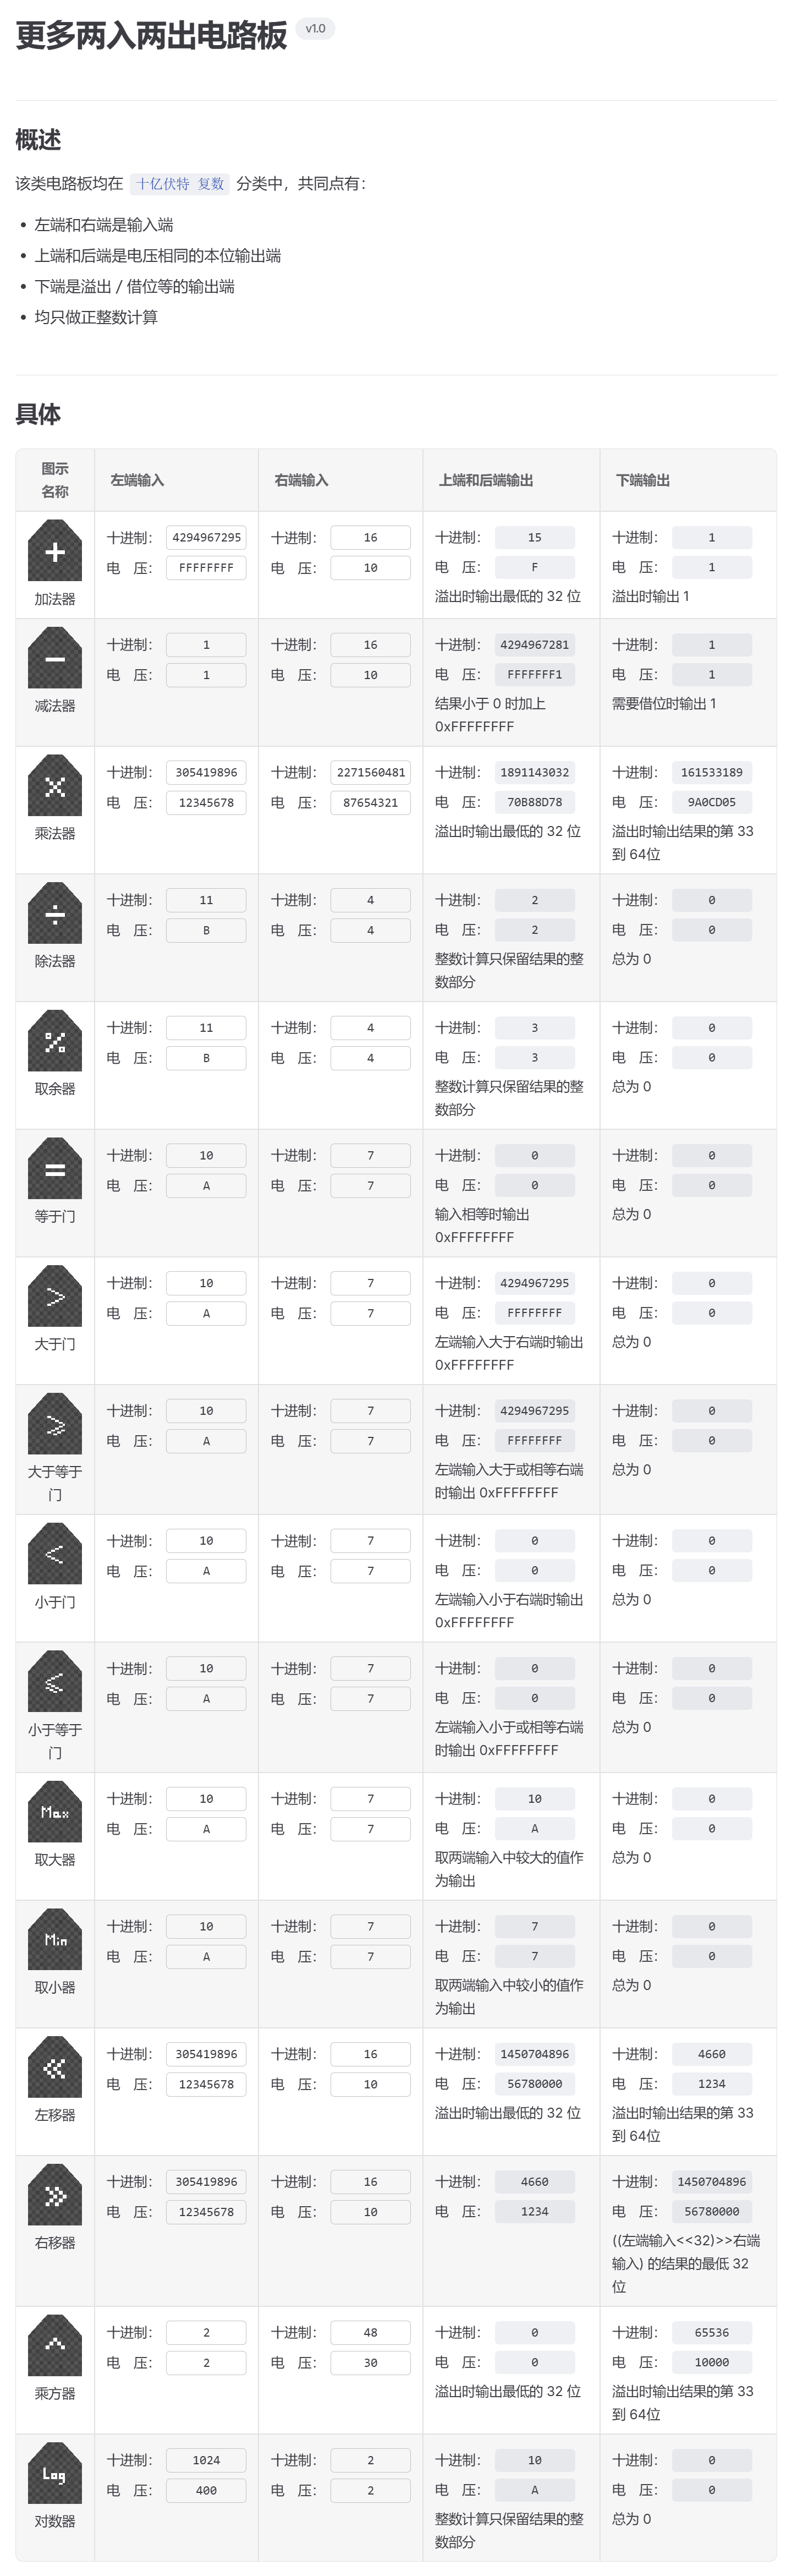 更多两入两出电路板 v1.0
概述
该类电路板均在 十亿伏特 复数 分类中，共同点有：
• 左端和右端是输入端
• 上端和后端是电压相同的本位输出端
• 下端是溢出 / 借位等的输出端
• 均只做正整数计算
具体
图示
名称
左端输入
右端输入
上端和后端输出
下端输出
+
加法器
十进制： 4294967295
电 压： FFFFFFFF
十进制： 16
电 压： 10
十进制： 15
电 压： F
溢出时输出最低的 32 位
十进制： 1
电 压： 1
溢出时输出 1
−
减法器
十进制： 1
电 压： 1
十进制： 16
电 压： 10
十进制： 4294967281
电 压： FFFFFFF1
结果小于 0 时加上
0xFFFFFFFF
十进制： 1
电 压： 1
需要借位时输出 1
×
乘法器
十进制： 305419896
电 压： 12345678
十进制： 2271560481
电 压： 87654321
十进制： 1891143032
电 压： 70B88D78
溢出时输出最低的 32 位
十进制： 161533189
电 压： 9A0CD05
溢出时输出结果的第 33
到 64位
÷
除法器
十进制： 11
电 压： B
十进制： 4
电 压： 4
十进制： 2
电 压： 2
整数计算只保留结果的整
数部分
十进制： 0
电 压： 0
总为 0
%
取余器
十进制： 11
电 压： B
十进制： 4
电 压： 4
十进制： 3
电 压： 3
整数计算只保留结果的整
数部分
十进制： 0
电 压： 0
总为 0
=
等于门
十进制： 10
电 压： A
十进制： 7
电 压： 7
十进制： 0
电 压： 0
输入相等时输出
0xFFFFFFFF
十进制： 0
电 压： 0
总为 0
>
大于门
十进制： 10
电 压： A
十进制： 7
电 压： 7
十进制： 4294967295
电 压： FFFFFFFF
左端输入大于右端时输出
0xFFFFFFFF
十进制： 0
电 压： 0
总为 0
⩾
大于等于
门
十进制： 10
电 压： A
十进制： 7
电 压： 7
十进制： 4294967295
电 压： FFFFFFFF
左端输入大于或相等右端
时输出 0xFFFFFFFF
十进制： 0
电 压： 0
总为 0
<
小于门
十进制： 10
电 压： A
十进制： 7
电 压： 7
十进制： 0
电 压： 0
左端输入小于右端时输出
0xFFFFFFFF
十进制： 0
电 压： 0
总为 0
⩽
小于等于
门
十进制： 10
电 压： A
十进制： 7
电 压： 7
十进制： 0
电 压： 0
左端输入小于或相等右端
时输出 0xFFFFFFFF
十进制： 0
电 压： 0
总为 0
Max
取大器
十进制： 10
电 压： A
十进制： 7
电 压： 7
十进制： 10
电 压： A
取两端输入中较大的值作
为输出
十进制： 0
电 压： 0
总为 0
Min
取小器
十进制： 10
电 压： A
十进制： 7
电 压： 7
十进制： 7
电 压： 7
取两端输入中较小的值作
为输出
十进制： 0
电 压： 0
总为 0
«
左移器
十进制： 305419896
电 压： 12345678
十进制： 16
电 压： 10
十进制： 1450704896
电 压： 56780000
溢出时输出最低的 32 位
十进制： 4660
电 压： 1234
溢出时输出结果的第 33
到 64位
»
右移器
十进制： 305419896
电 压： 12345678
十进制： 16
电 压： 10
十进制： 4660
电 压： 1234
十进制： 1450704896
电 压： 56780000
((左端输入<<32)>>右端
输入) 的结果的最低 32
位
^
乘方器
十进制： 2
电 压： 2
十进制： 48
电 压： 30
十进制： 0
电 压： 0
溢出时输出最低的 32 位
十进制： 65536
电 压： 10000
溢出时输出结果的第 33
到 64位
Log
对数器
十进制： 1024
电 压： 400
十进制： 2
电 压： 2
十进制： 10
电 压： A
整数计算只保留结果的整
数部分
十进制： 0
电 压： 0
总为 0